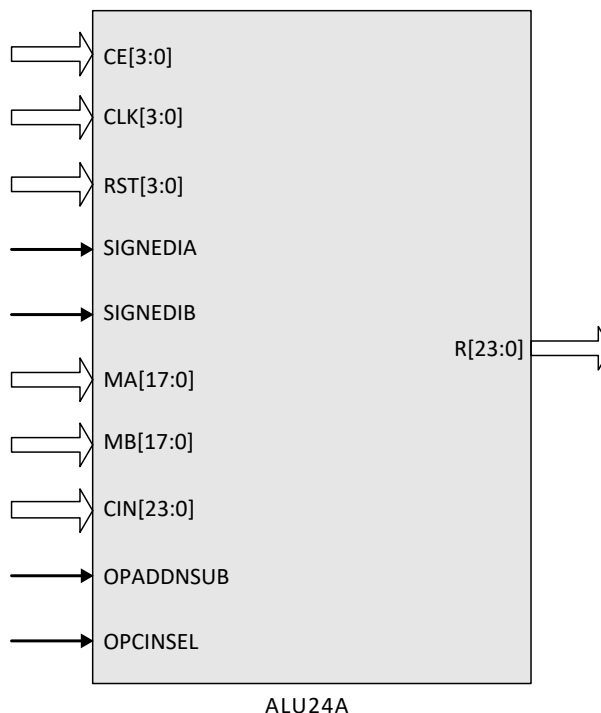 CE[3:0]
CLK[3:0]
RST[3:0]
SIGNEDIA
SIGNEDIB
R[23:0]
MA[17:0]
MB[17:0]
CIN[23:0]
OPADDNSUB
OPCINSEL
ALU24A